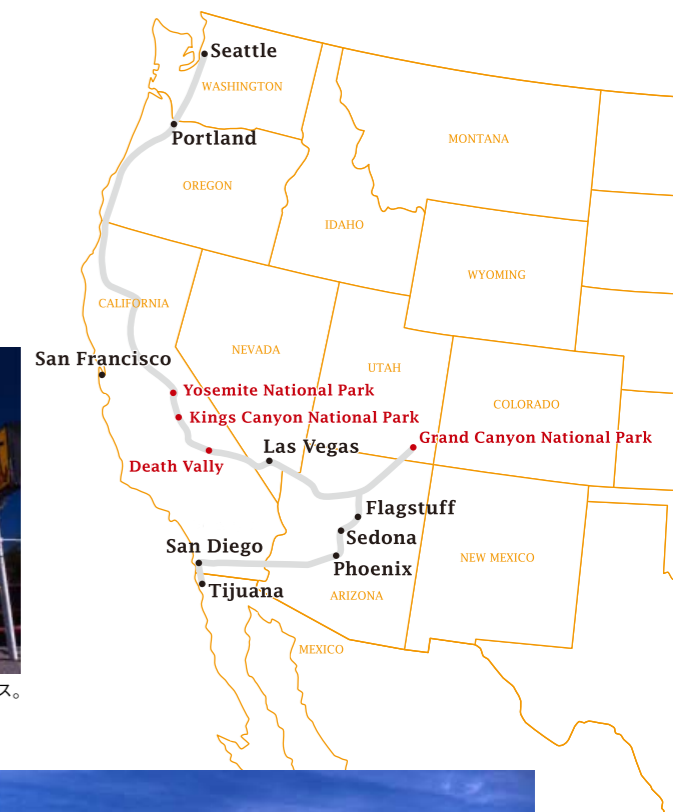 Seattle
WASHINGTON
Portland
MONTANA
OREGON
IDAHO
WYOMING
CALIFORNIA
NEVADA
San Francisco
UTAH
Yosemite National Park
COLORADO
Kings Canyon National Park
Grand Canyon National Park
Las Vegas
Death Vally
Flagstuff
Sedona
San Diego
NEW MEXICO
Phoenix
Tijuana
ARIZONA
MEXICO
ス。